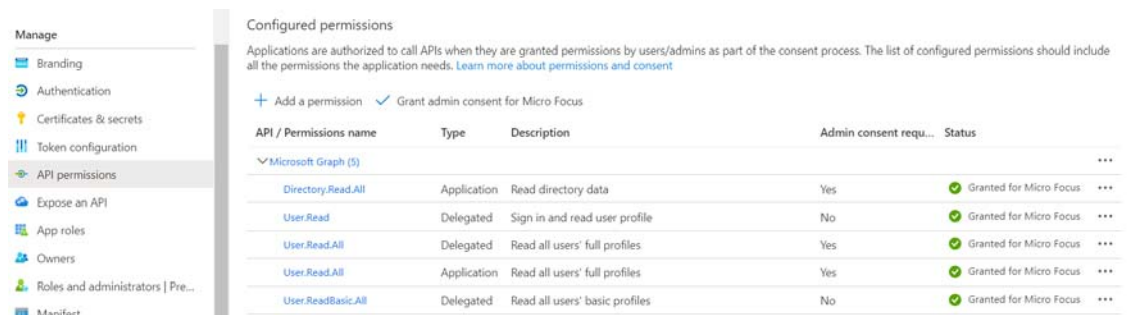 Manage
Branding
Authentication
Certificates & secrets
Token configuration
API permissions
Expose an API
App roles
Owners
Roles and administrators | Pre...
Manifest
Configured permissions
Applications are authorized to call APIs when they are granted permissions by users/admins as part of the consent process. The list of configured permissions should include
all the permissions the application needs. Learn more about permissions and consent
Add a permission Grant admin consent for Micro Focus
API / Permissions name Type Description Admin consent requ... Status
Microsoft Graph (5)
Directory.Read.All Application Read directory data Yes Granted for Micro Focus
User.Read Delegated Sign in and read user profile No Granted for Micro Focus
User.Read.All Delegated Read all users' full profiles Yes Granted for Micro Focus
User.Read.All Application Read all users' full profiles Yes Granted for Micro Focus
User.ReadBasic.All Delegated Read all users' basic profiles No Granted for Micro Focus